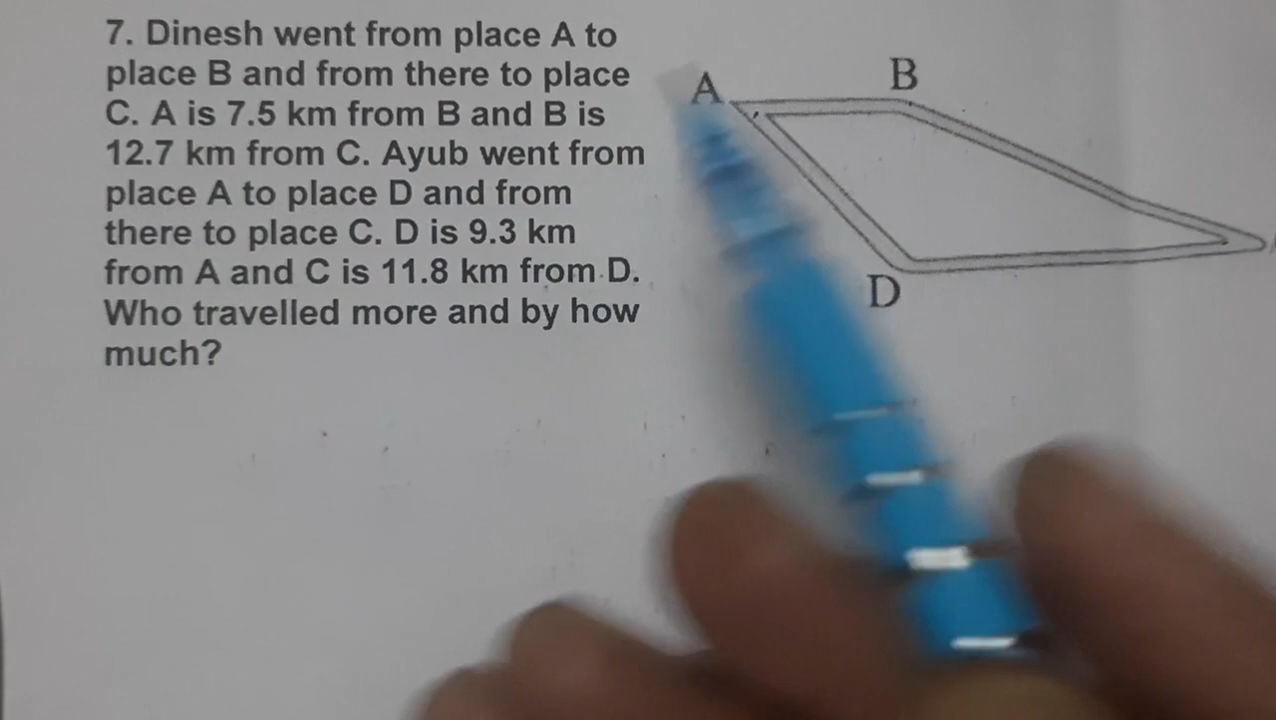 7. Dinesh went from place A to
place B and from there to place
C. A is 7.5 km from B and B is
12.7 km from C. Ayub went from
place A to place D and from
there to place C. D is 9.3 km
from A and C is 11.8 km from D.
Who travelled more and by how
much?
A
B
D